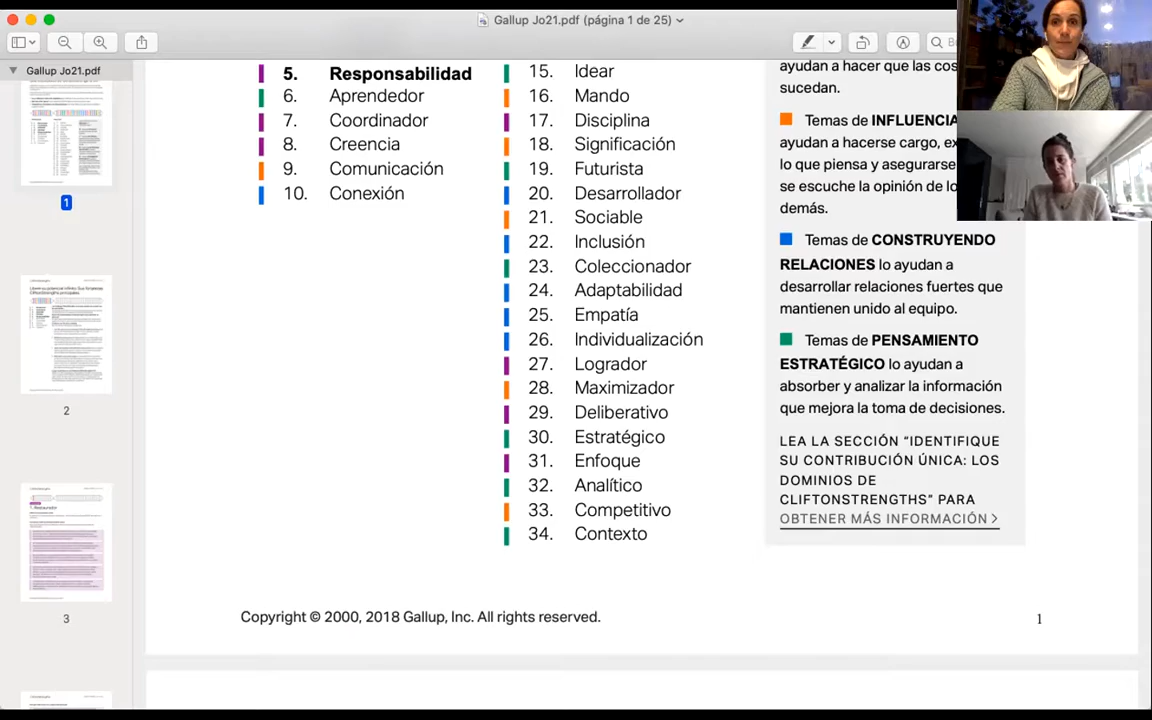 Gallup Jo21.pdf (página 1 de 25)
Gallup Jo21.pdf
1
2
3
5. Responsabilidad
6. Aprendedor
7. Coordinador
8. Creencia
9. Comunicación
10. Conexión
15. Idear
16. Mando
17. Disciplina
18. Significación
19. Futurista
20. Desarrollador
21. Sociable
22. Inclusión
23. Coleccionador
24. Adaptabilidad
25. Empatía
26. Individualización
27. Logrador
28. Maximizador
29. Deliberativo
30. Estratégico
31. Enfoque
32. Analítico
33. Competitivo
34. Contexto
ayudan a hacer que las cos
sucedan.
Temas de INFLUENCIA
ayudan a hacerse cargo, ex
lo que piensa y asegurarse
se escuche la opinión de lo
demás.
Temas de CONSTRUYENDO
RELACIONES lo ayudan a
desarrollar relaciones fuertes que
mantienen unido al equipo.
Temas de PENSAMIENTO
ESTRATÉGICO lo ayudan a
absorber y analizar la información
que mejora la toma de decisiones.
LEA LA SECCIÓN "IDENTIFIQUE
SU CONTRIBUCIÓN ÚNICA: LOS
DOMINIOS DE
CLIFTONSTRENGTHS" PARA
OBTENER MÁS INFORMACIÓN >
Copyright © 2000, 2018 Gallup, Inc. All rights reserved.
1